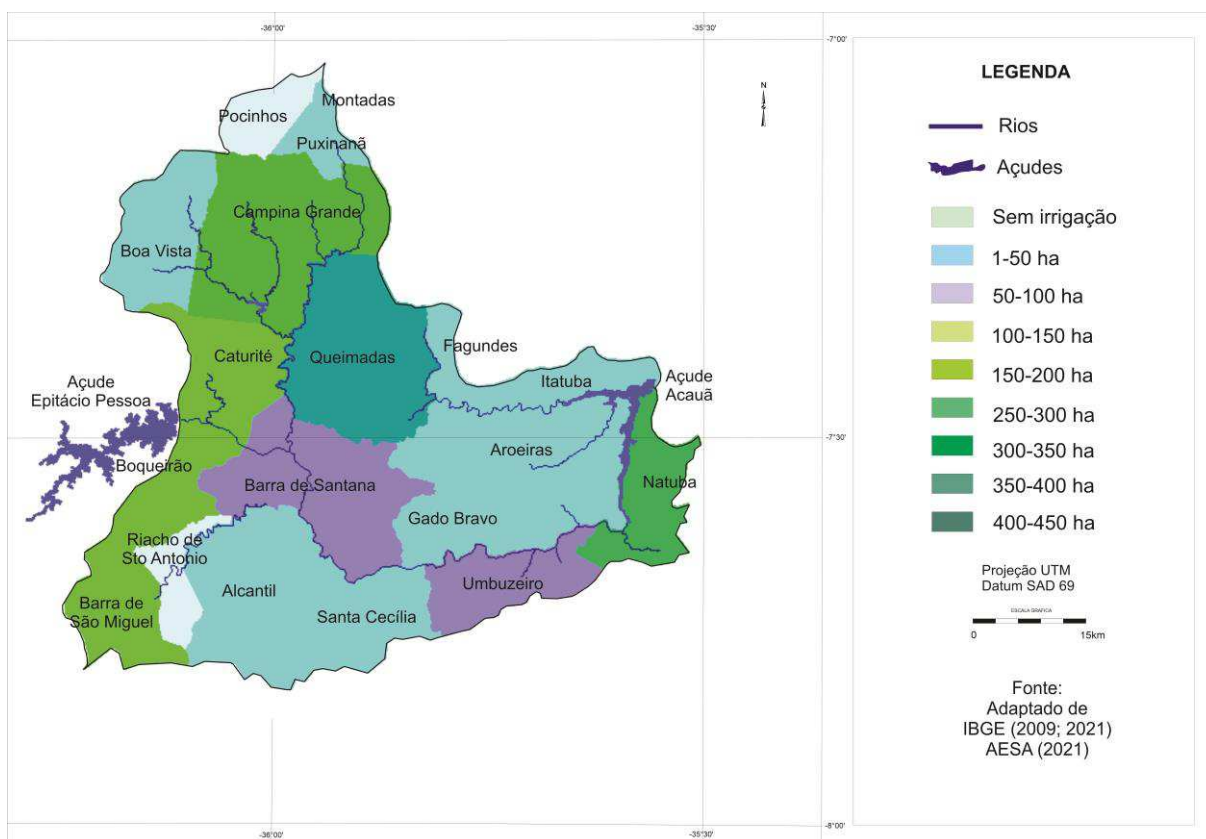 -36°00'
-35°30'
-7°00'
N
Pocinhos
Montadas
Puxinanã
Campina Grande
Boa Vista
Caturité
Queimadas
Fagundes
Itatuba
Açude
Acauã
Açude
Epitácio Pessoa
Boqueirão
-7°30'
Aroeiras
Barra de Santana
Natuba
Gado Bravo
Riacho de
Sto Antonio
Alcantil
Umbuzeiro
Barra de
São Miguel
Santa Cecília
-36°00'
-35°30'
-8°00'
LEGENDA
Rios
Açudes
Sem irrigação
1-50 ha
50-100 ha
100-150 ha
150-200 ha
250-300 ha
300-350 ha
350-400 ha
400-450 ha
Projeção UTM
Datum SAD 69
ESCALA GRAFICA
0 15km
Fonte:
Adaptado de
IBGE (2009; 2021)
AESA (2021)